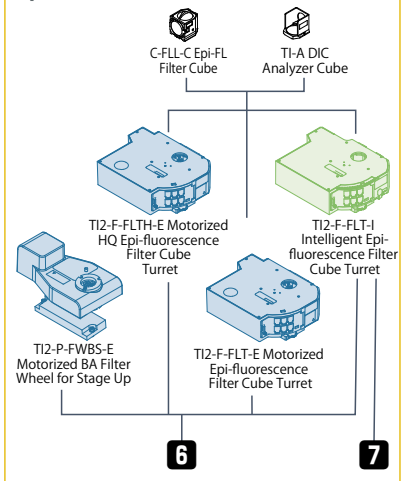 C-FLL-C Epi-FL
Filter Cube
TI-A DIC
Analyzer Cube
TI2-F-FLTH-E Motorized
HQ Epi-fluorescence
Filter Cube
Turret
TI2-F-FLT-I
Intelligent Epi-
fluorescence Filter
Cube Turret
TI2-P-FWBS-E
Motorized BA Filter
Wheel for Stage Up
TI2-F-FLT-E Motorized
Epi-fluorescence
Filter Cube Turret
6
7